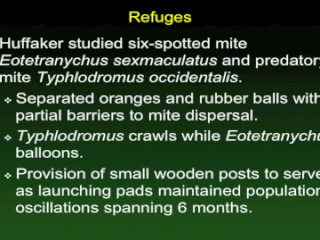 Refuges
Huffaker studied six-spotted mite
Eotetranychus sexmaculatus and predatory
mite Typhlodromus occidentalis.
❖ Separated oranges and rubber balls with
partial barriers to mite dispersal.
❖ Typhlodromus crawls while Eotetranychu
balloons.
❖ Provision of small wooden posts to serve
as launching pads maintained population
oscillations spanning 6 months.